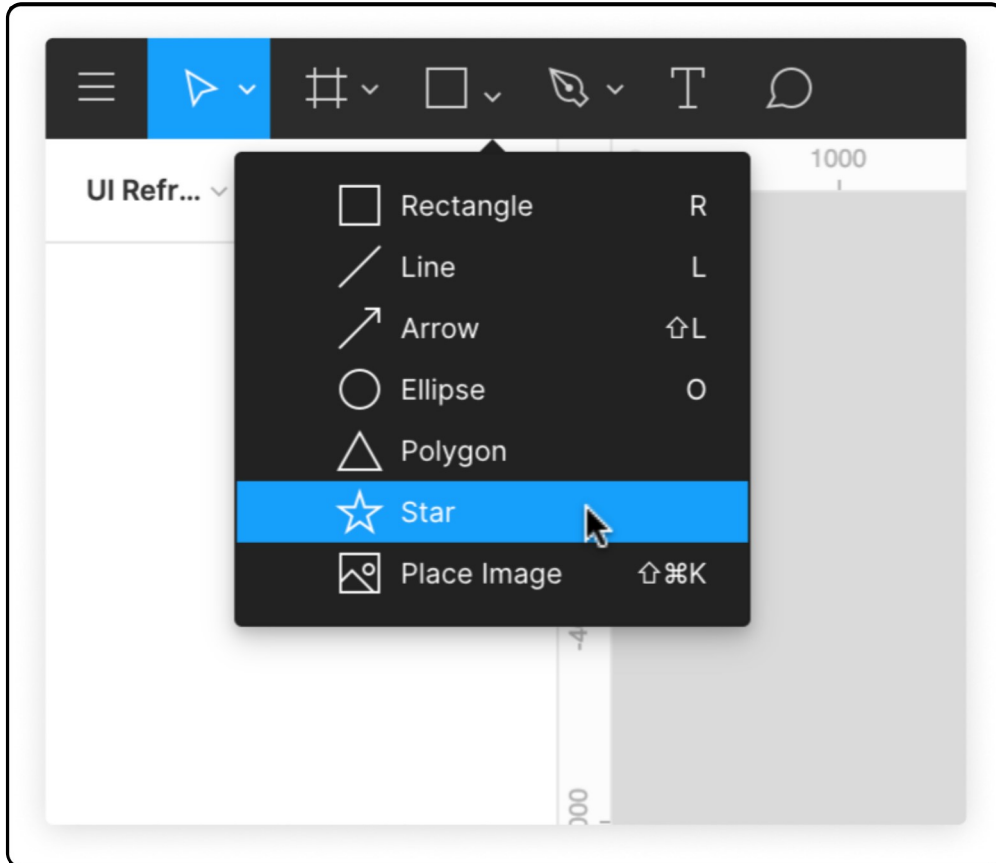 T
1000
UI Refr...
Rectangle R
Line L
Arrow ⇧L
Ellipse O
Polygon
Star
Place Image ⇧⌘K